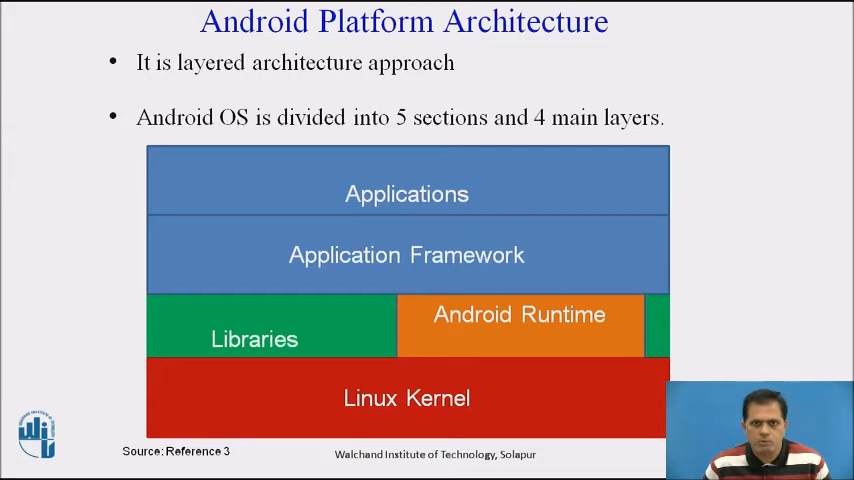 Android Platform Architecture
• It is layered architecture approach
• Android OS is divided into 5 sections and 4 main layers.
Applications
Application Framework
Android Runtime
Libraries
Linux Kernel
Source: Reference 3
Walchand Institute of Technology, Solapur